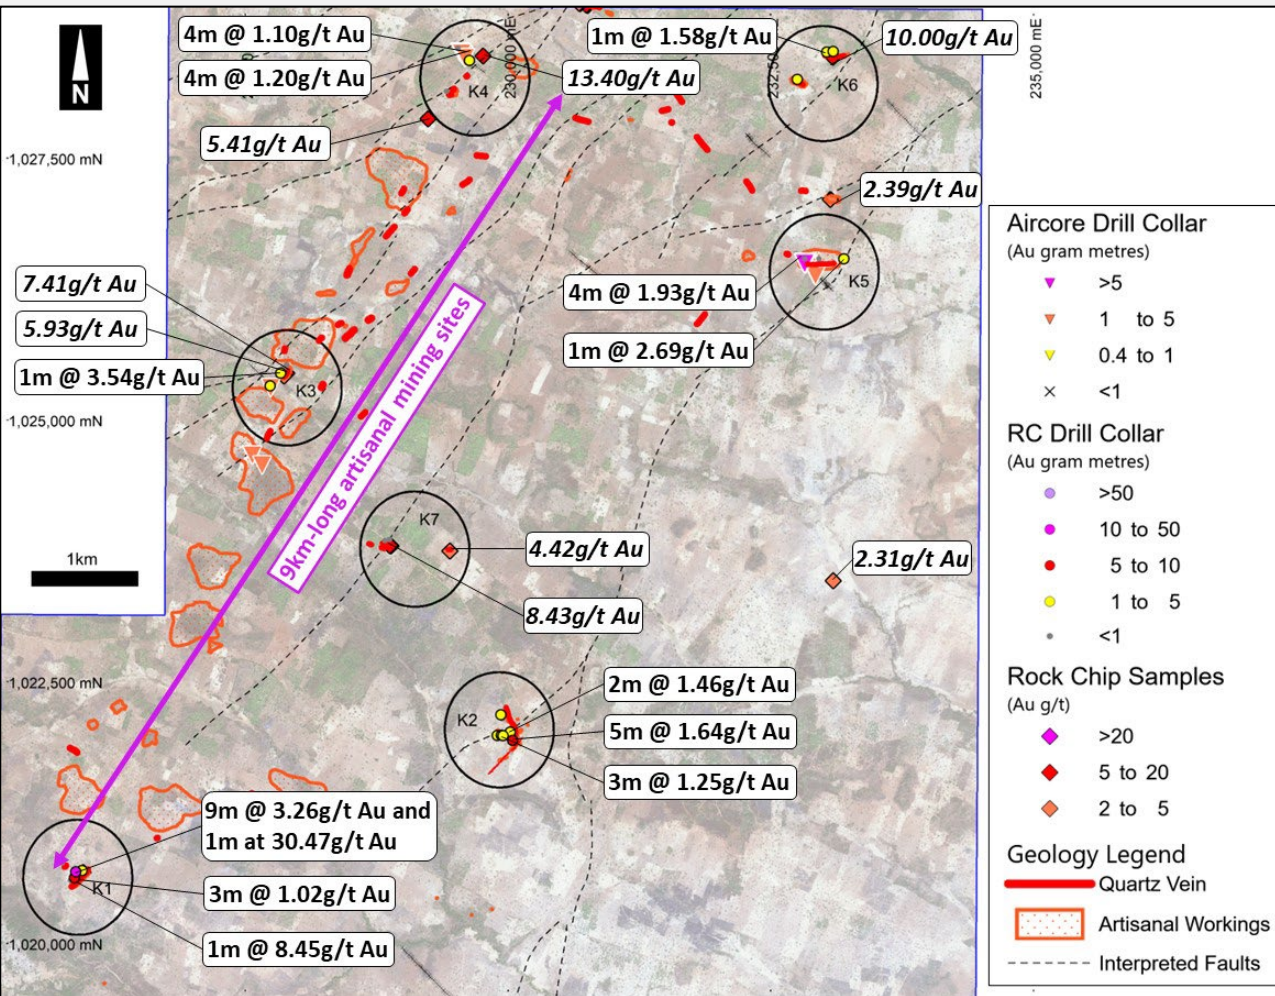 N
4m @ 1.10g/t Au
4m @ 1.20g/t Au
13.40g/t Au
5.41g/t Au
K4
230,000 mE
1m @ 1.58g/t Au
10.00g/t Au
232,50
K6
235,000 mE
1,027,500 mN
2.39g/t Au
4m @ 1.93g/t Au
1m @ 2.69g/t Au
K5
7.41g/t Au
5.93g/t Au
1m @ 3.54g/t Au
K3
1,025,000 mN
9km-long artisanal mining sites
1km
K7
4.42g/t Au
8.43g/t Au
2.31g/t Au
1,022,500 mN
K2
2m @ 1.46g/t Au
5m @ 1.64g/t Au
3m @ 1.25g/t Au
9m @ 3.26g/t Au and
1m at 30.47g/t Au
3m @ 1.02g/t Au
1m @ 8.45g/t Au
K1
1,020,000 mN
Aircore Drill Collar
(Au gram metres)
>5
1 to 5
0.4 to 1
<1
RC Drill Collar
(Au gram metres)
>50
10 to 50
5 to 10
1 to 5
<1
Rock Chip Samples
(Au g/t)
>20
5 to 20
2 to 5
Geology Legend
Quartz Vein
Artisanal Workings
Interpreted Faults